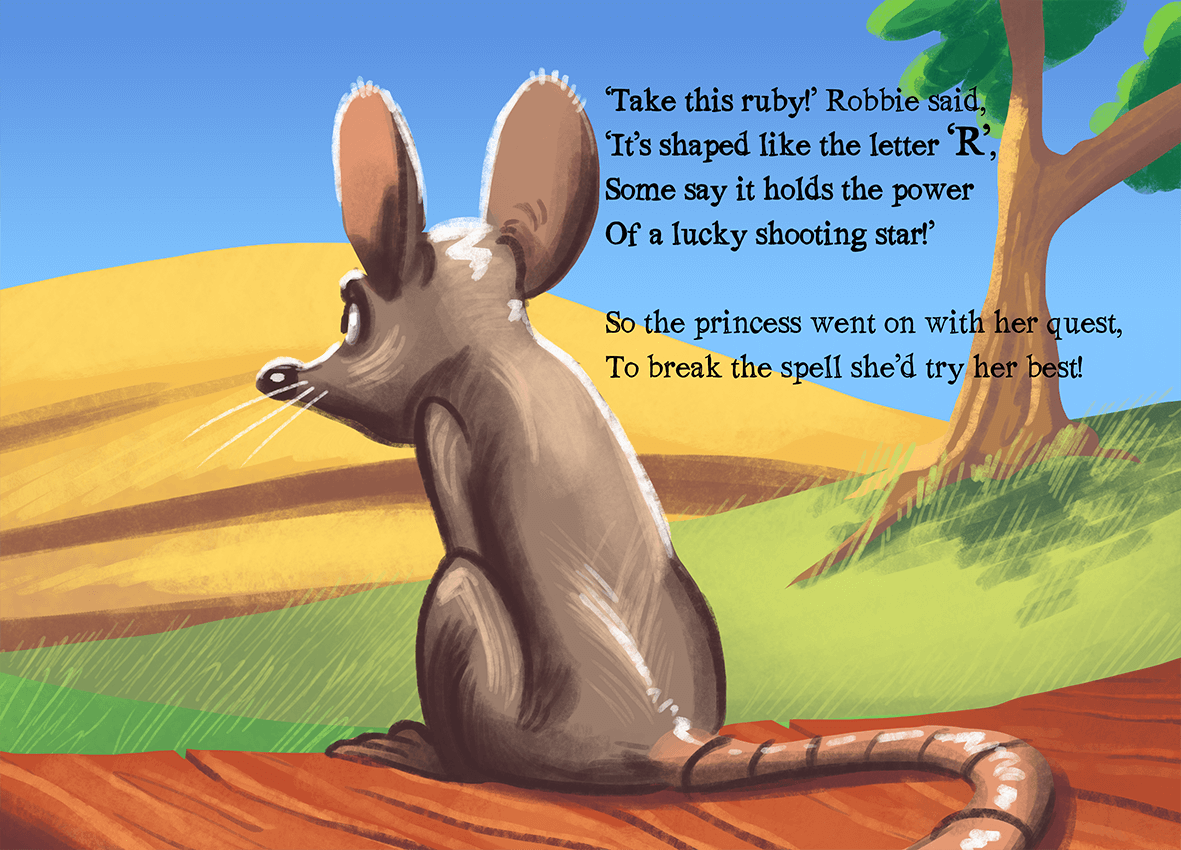 ‘Take this ruby!’ Robbie said,
‘It’s shaped like the letter ‘R’,
Some say it holds the power
Of a lucky shooting star!’
So the princess went on with her quest,
To break the spell she’d try her best!